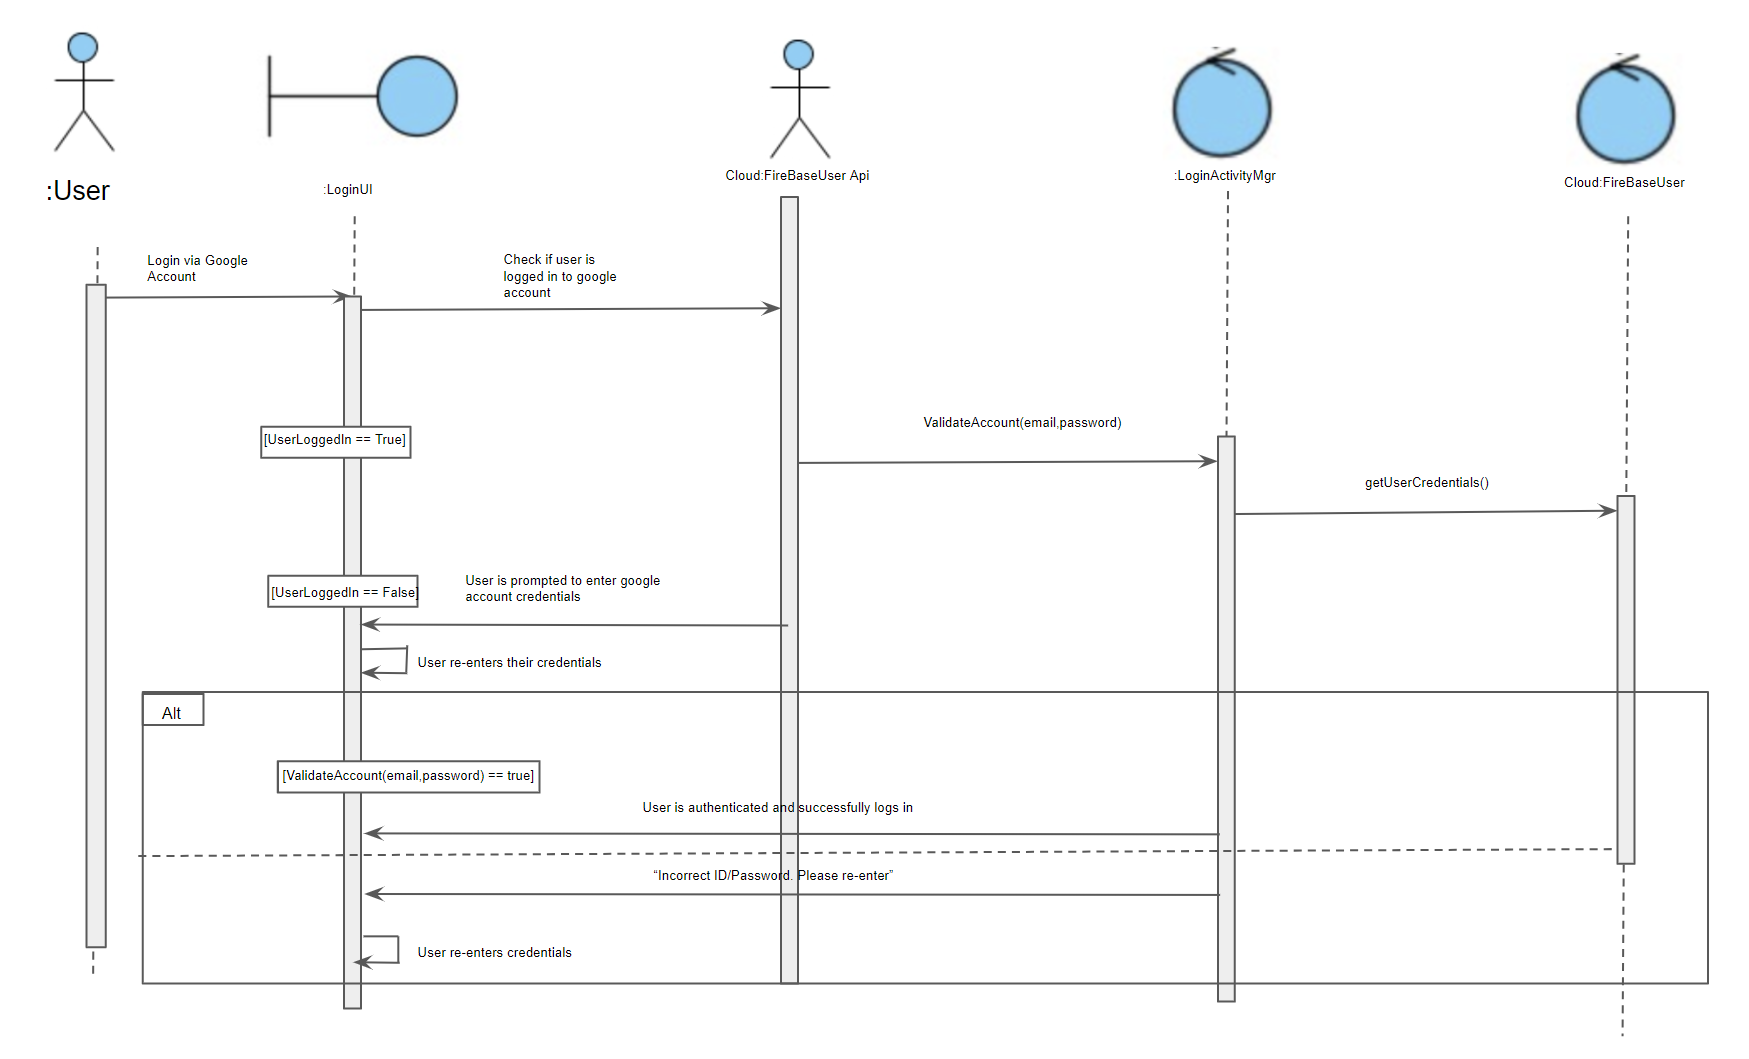 :User
:LoginUI
Cloud:FireBaseUser Api
:LoginActivityMgr
Cloud:FireBaseUser
Login via Google
Account
Check if user is
logged in to google
account
[UserLoggedIn == True]
ValidateAccount(email,password)
getUserCredentials()
[UserLoggedIn == False]
User is prompted to enter google
account credentials
User re-enters their credentials
Alt
[ValidateAccount(email,password) == true]
User is authenticated and successfully logs in
“Incorrect ID/Password. Please re-enter”
User re-enters credentials